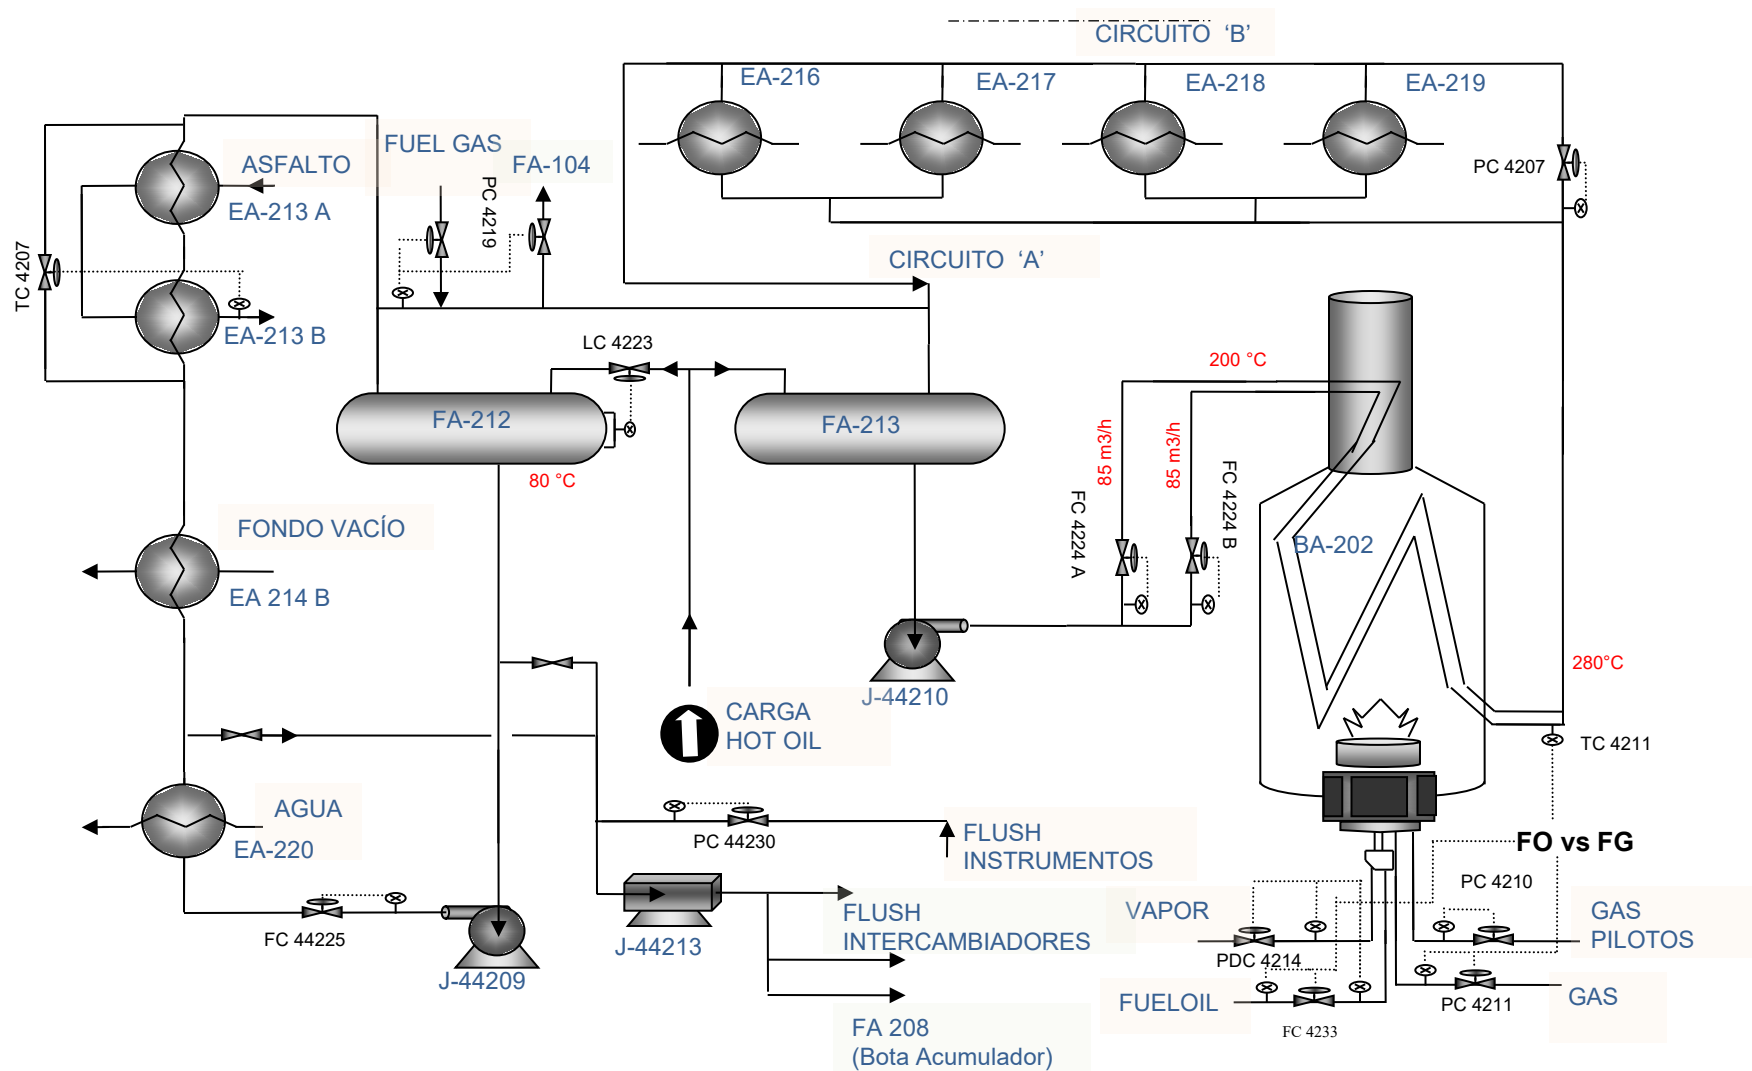 CIRCUITO ‘B’
EA-216
EA-217
EA-218
EA-219
FUEL GAS
ASFALTO
FA-104
PC 4207
EA-213 A
PC 4219
TC 4207
CIRCUITO ‘A’
EA-213 B
LC 4223
200 °C
FA-212
FA-213
85 m3/h
85 m3/h
80 °C
FC 4224 A
FC 4224 B
FONDO VACÍO
BA-202
EA 214 B
280°C
J-44210
CARGA
HOT OIL
TC 4211
AGUA
EA-220
PC 44230
FLUSH
INSTRUMENTOS
FO vs FG
PC 4210
VAPOR
GAS
PILOTOS
FLUSH
INTERCAMBIADORES
FC 44225
J-44213
PDC 4214
J-44209
FUELOIL
PC 4211
GAS
FA 208
(Bota Acumulador)
FC 4233